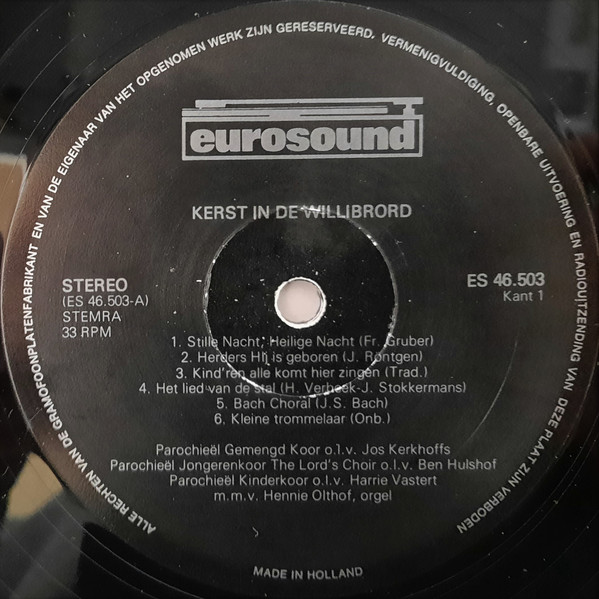 ALLE RECHTEN VAN DE GRAMOFOONPLATENFABRIKANT EN VAN DE EIGENAAR VAN HET OPGENOMEN WERK ZIJN GERESERVEERD. VERMENIGVULDIGING, OPENBARE UITVOERING EN RADIOUITZENDING VAN DEZE PLAAT ZIJN VERBODEN
eurosound
KERST IN DE WILLIBRORD
STEREO
(ES 46.503-A)
STEMRA
33 RPM
ES 46.503
Kant 1
1. Stille Nacht, Heilige Nacht (Fr. Gruber)
2. Herders Hij is geboren (J. Röntgen)
3. Kind'ren alle komt hier zingen (Trad.)
4. Het lied van de stal (H. Verbeek-J. Stokkermans)
5. Bach Choral (J.S. Bach)
6. Kleine trommelaar (Onb.)
Parochieël Gemengd Koor o.l.v. Jos Kerkhoffs
Parochieël Jongerenkoor The Lord's Choir o.l.v. Ben Hulshof
Parochieël Kinderkoor o.l.v. Harrie Vastert
m.m.v. Hennie Olthof, orgel
MADE IN HOLLAND